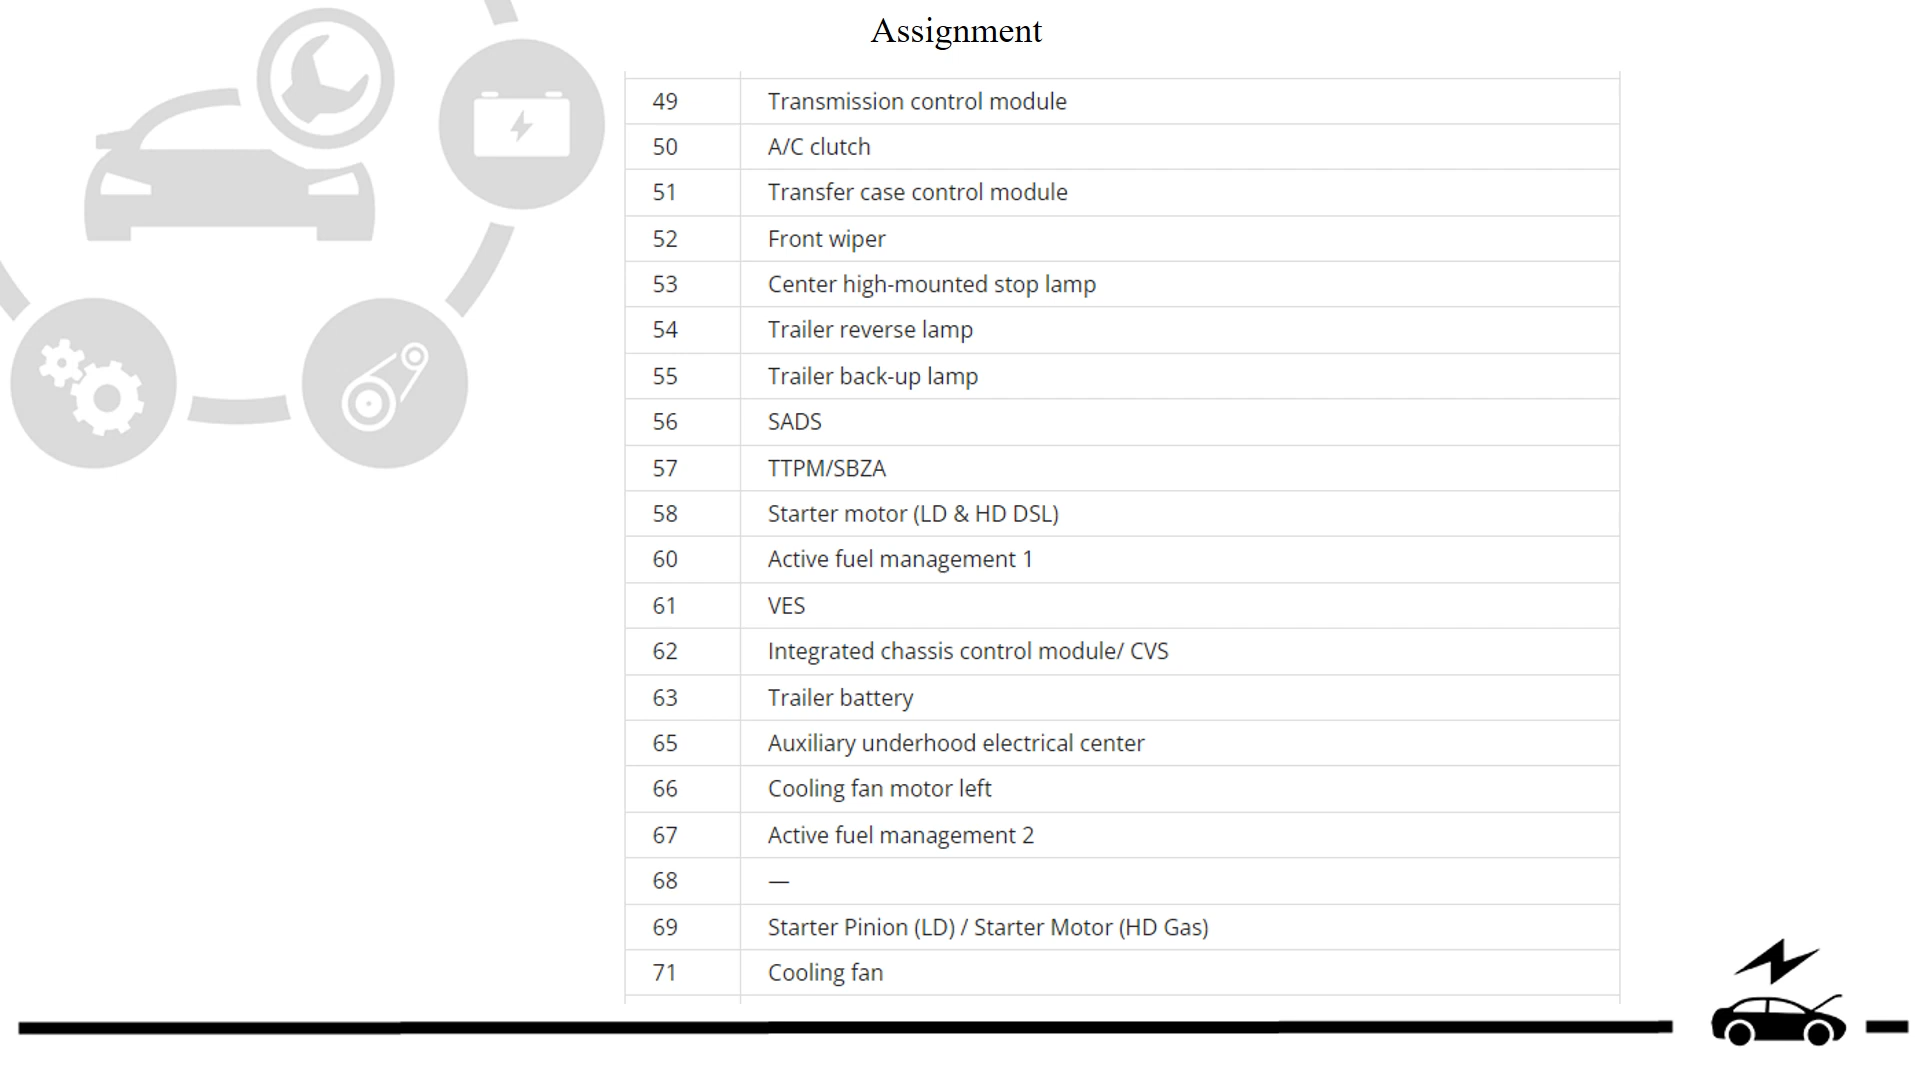 Assignment
49 Transmission control module
50 A/C clutch
51 Transfer case control module
52 Front wiper
53 Center high-mounted stop lamp
54 Trailer reverse lamp
55 Trailer back-up lamp
56 SADS
57 TTPM/SBZA
58 Starter motor (LD & HD DSL)
60 Active fuel management 1
61 VES
62 Integrated chassis control module/ CVS
63 Trailer battery
65 Auxiliary underhood electrical center
66 Cooling fan motor left
67 Active fuel management 2
68 —
69 Starter Pinion (LD) / Starter Motor (HD Gas)
71 Cooling fan